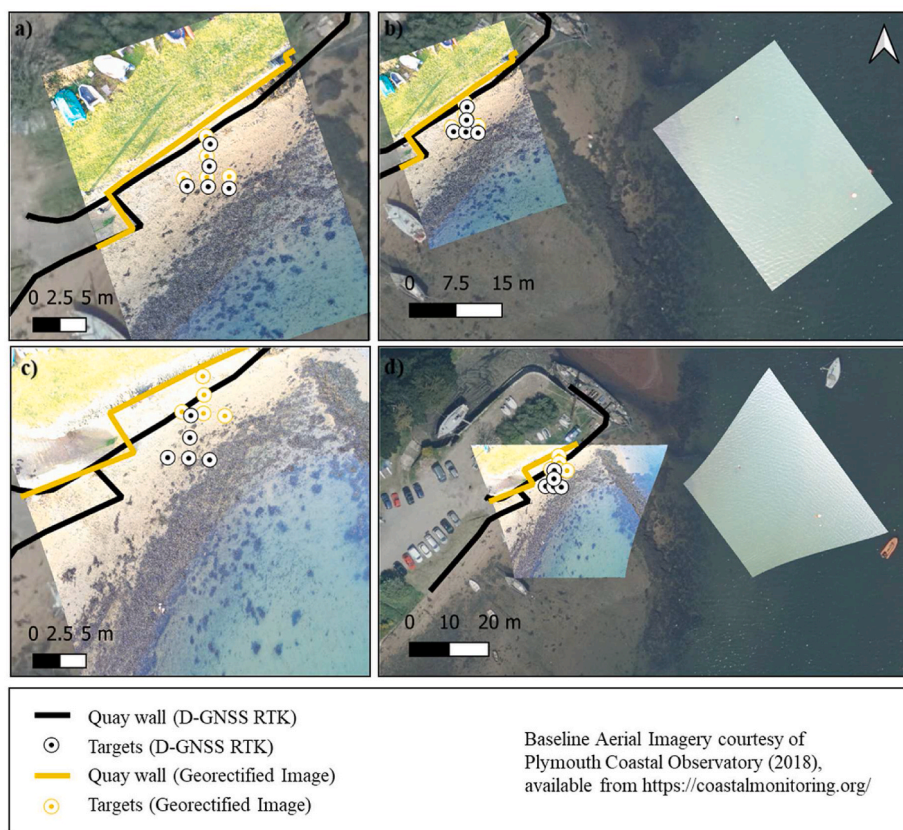 a)
0 2.5 5 m
b)
0 7.5 15 m
c)
0 2.5 5 m
d)
0 10 20 m
Quay wall (D-GNSS RTK)
Targets (D-GNSS RTK)
Quay wall (Georectified Image)
Targets (Georectified Image)
Baseline Aerial Imagery courtesy of
Plymouth Coastal Observatory (2018),
available from https://coastalmonitoring.org/